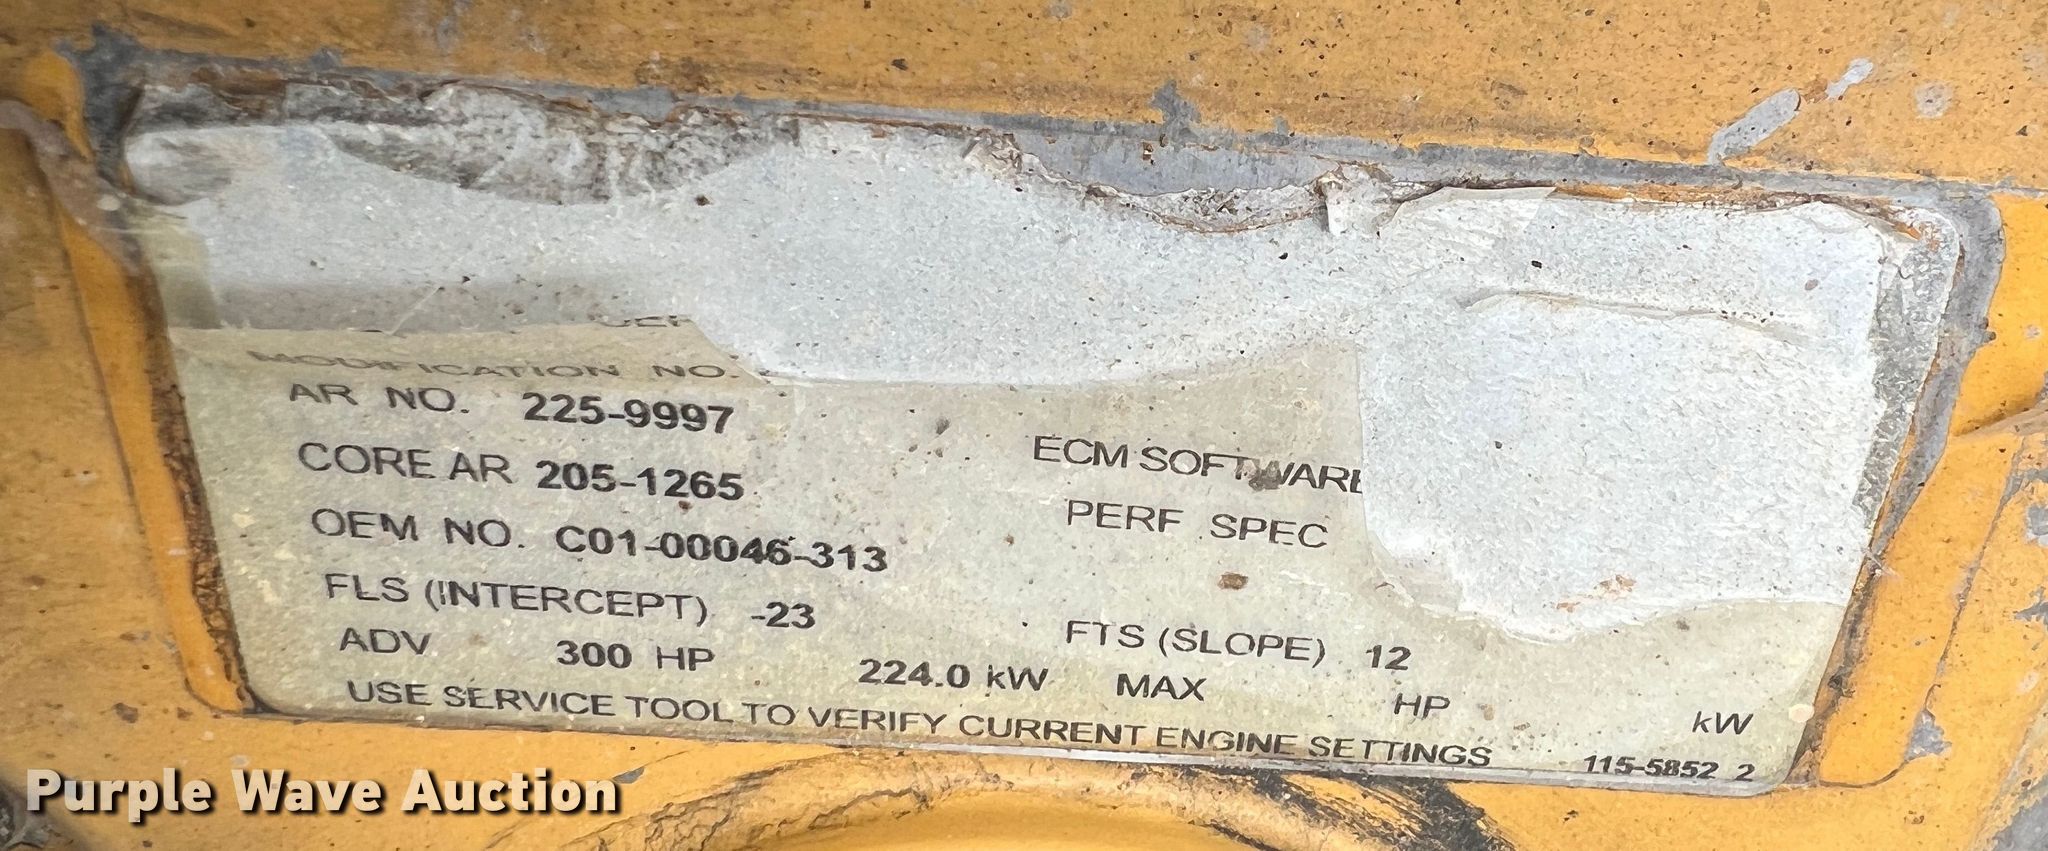 MODIFICATION NO.
AR NO. 225-9997
CORE AR 205-1265
ECM SOFTWARE
OEM NO. C01-00046-313
PERF SPEC
FLS (INTERCEPT) -23
FTS (SLOPE) 12
ADV 300 HP 224.0 kW MAX HP kW
USE SERVICE TOOL TO VERIFY CURRENT ENGINE SETTINGS
115-5852 2
Purple Wave Auction